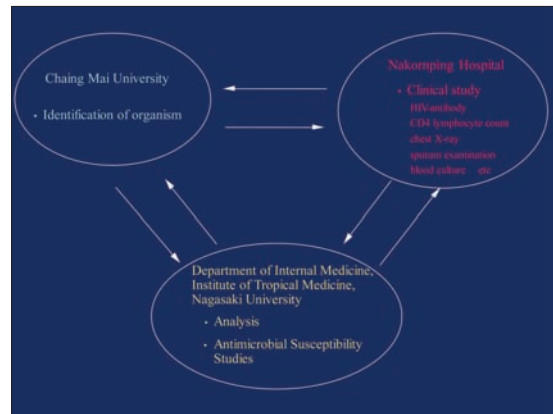 Chaing Mai University
• Identification of organism
Nakornping Hospital
• Clinical study
HIV-antibody
CD4 lymphocyte count
chest X-ray
sputum examination
blood culture etc
Department of Internal Medicine,
Institute of Tropical Medicine,
Nagasaki University
• Analysis
• Antimicrobial Susceptibility
Studies